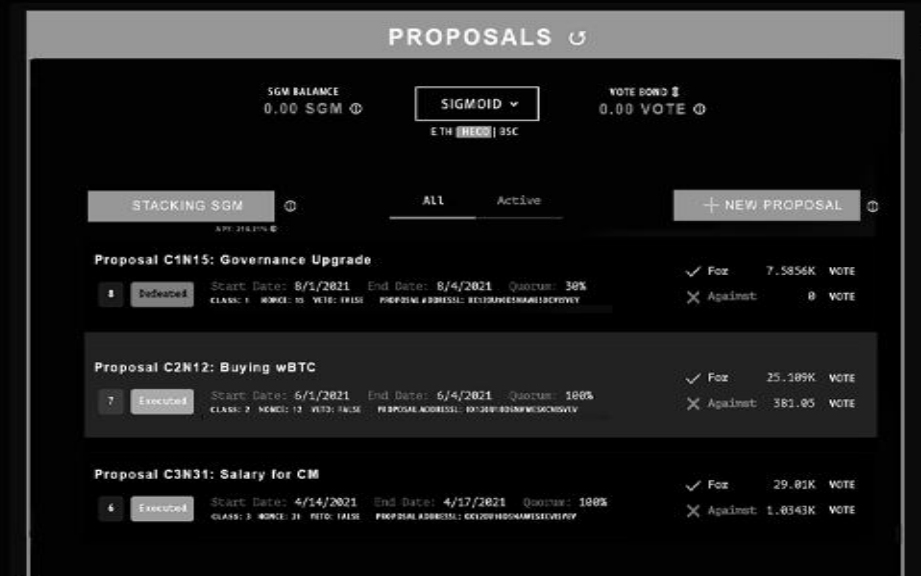 PROPOSALS
SGM BALANCE
0.00 SGM
SIGMOID
VOTE BOND
0.00 VOTE
ETH |HECO| BSC
STACKING SGM
All
Active
+ NEW PROPOSAL
Proposal C1N15: Governance Upgrade
8 Defeated Start Date: 8/1/2021 End Date: 8/4/2021 Quorum: 30%
CLASS: 1 NONCE: 15 VETO: FALSE
For 7.5856K VOTE
Against 0 VOTE
Proposal C2N12: Buying wBTC
7 Executed Start Date: 6/1/2021 End Date: 6/4/2021 Quorum: 100%
CLASS: 2 NONCE: 12 VETO: FALSE
For 25.109K VOTE
Against 381.05 VOTE
Proposal C3N31: Salary for CM
6 Executed Start Date: 4/14/2021 End Date: 4/17/2021 Quorum: 100%
CLASS: 3 NONCE: 31 VETO: FALSE
For 29.01K VOTE
Against 1.0343K VOTE